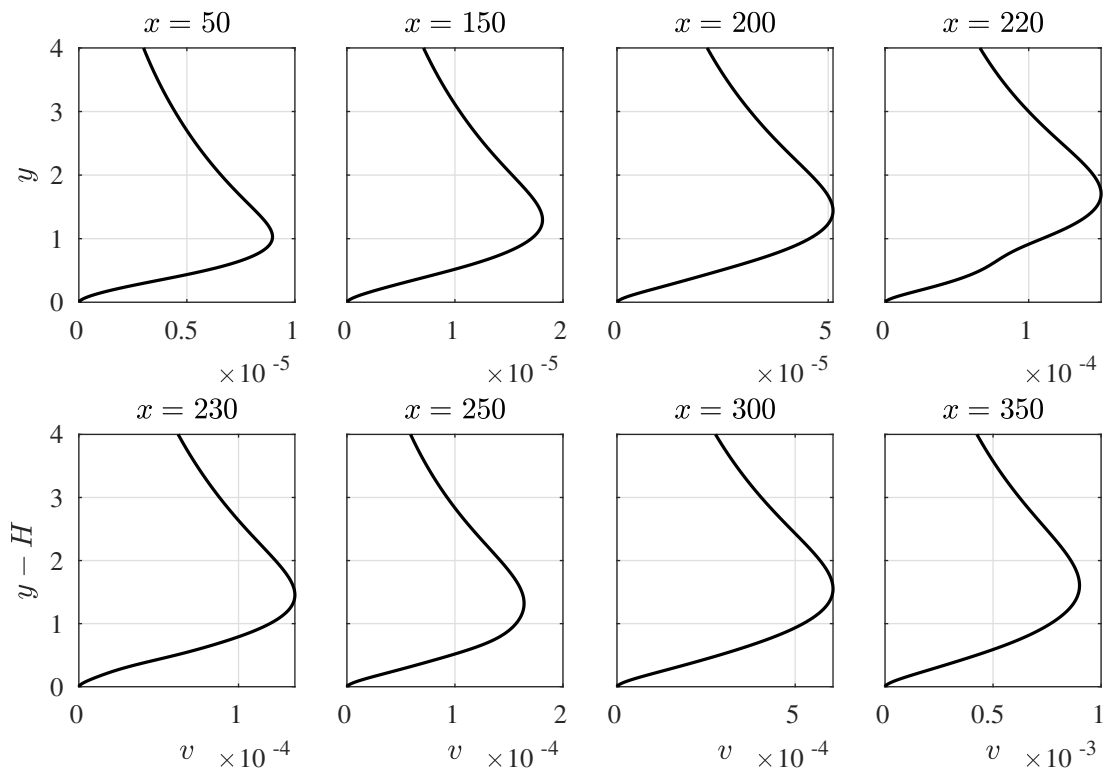 x = 50 x = 150 x = 200 x = 220
4
3
2
1
0
y
0 0.5 1 0 1 2 0 5 0 1
×10 -5 ×10 -5 ×10 -5 ×10 -4
x = 230 x = 250 x = 300 x = 350
4
3
2
1
0
y − H
0 1 0 1 2 0 5 0 0.5 1
v ×10 -4 v ×10 -4 v ×10 -4 v ×10 -3